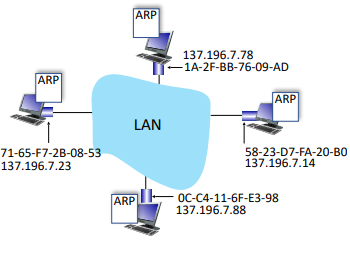 ARP
137.196.7.78
1A-2F-BB-76-09-AD
ARP
ARP
LAN
71-65-F7-2B-08-53
137.196.7.23
58-23-D7-FA-20-B0
137.196.7.14
ARP
0C-C4-11-6F-E3-98
137.196.7.88